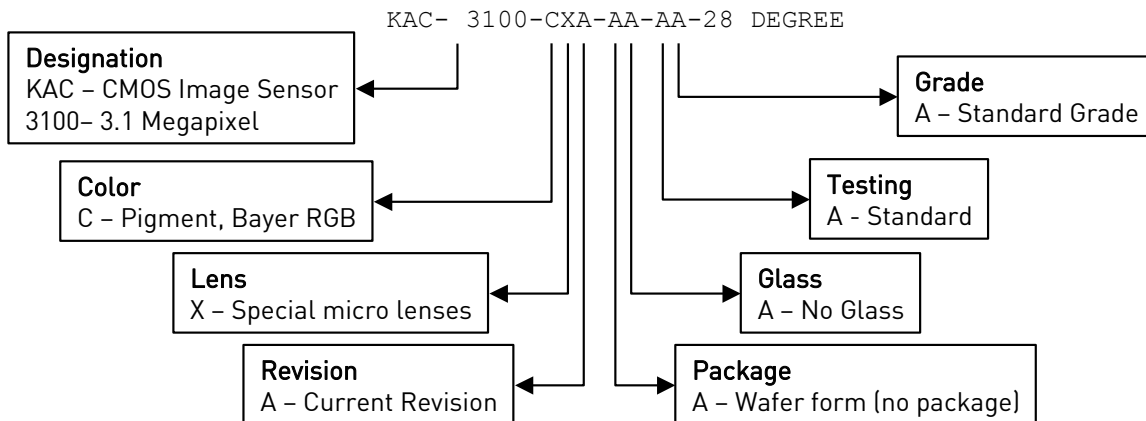 KAC- 3100-CXA-AA-AA-28 DEGREE
Designation
KAC – CMOS Image Sensor
3100– 3.1 Megapixel
Grade
A – Standard Grade
Color
C – Pigment, Bayer RGB
Testing
A - Standard
Lens
X – Special micro lenses
Glass
A – No Glass
Revision
A – Current Revision
Package
A – Wafer form (no package)